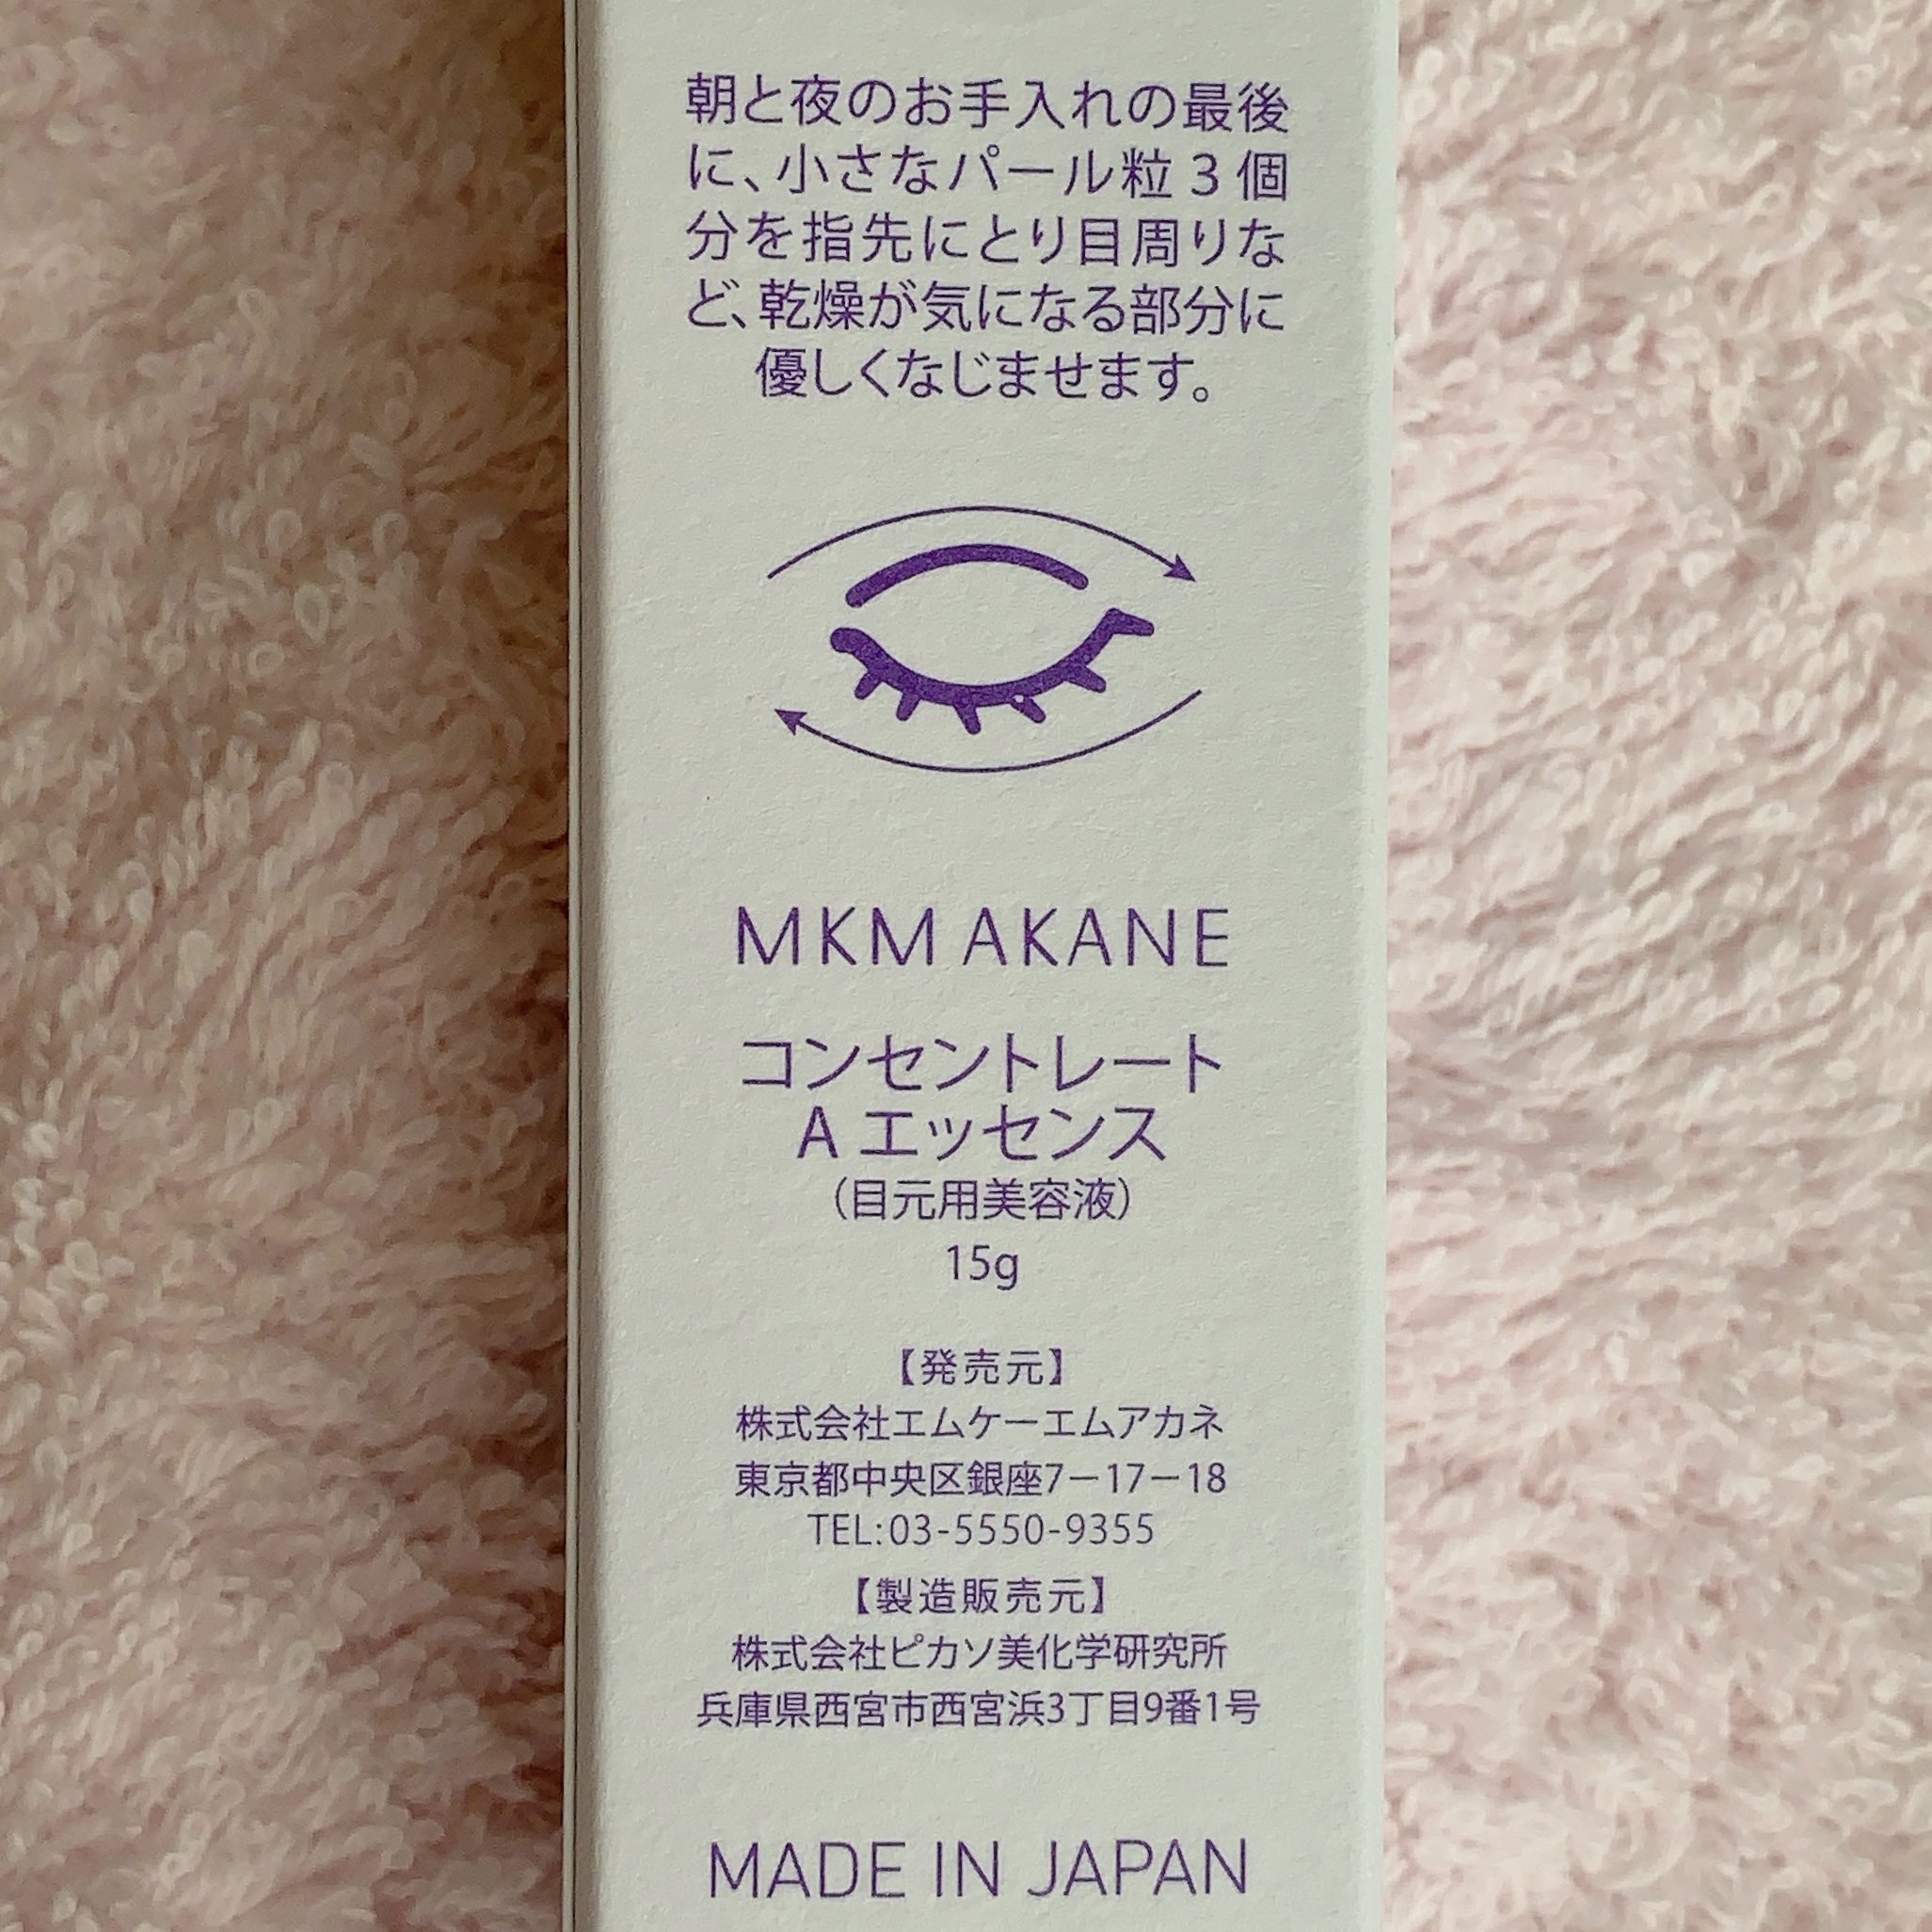 朝と夜のお手入れの最後
に、小さなパール粒3個
分を指先にとり目周りな
ど、乾燥が気になる部分に
優しくなじませます。
MKM AKANE
コンセントレート
A エッセンス
（目元用美容液）
15g
【発売元】
株式会社エムケーエムアカネ
東京都中央区銀座7ー17ー18
TEL:03-5550-9355
【製造販売元】
株式会社ピカソ美化学研究所
兵庫県西宮市西宮浜3丁目9番1号
MADE IN JAPAN